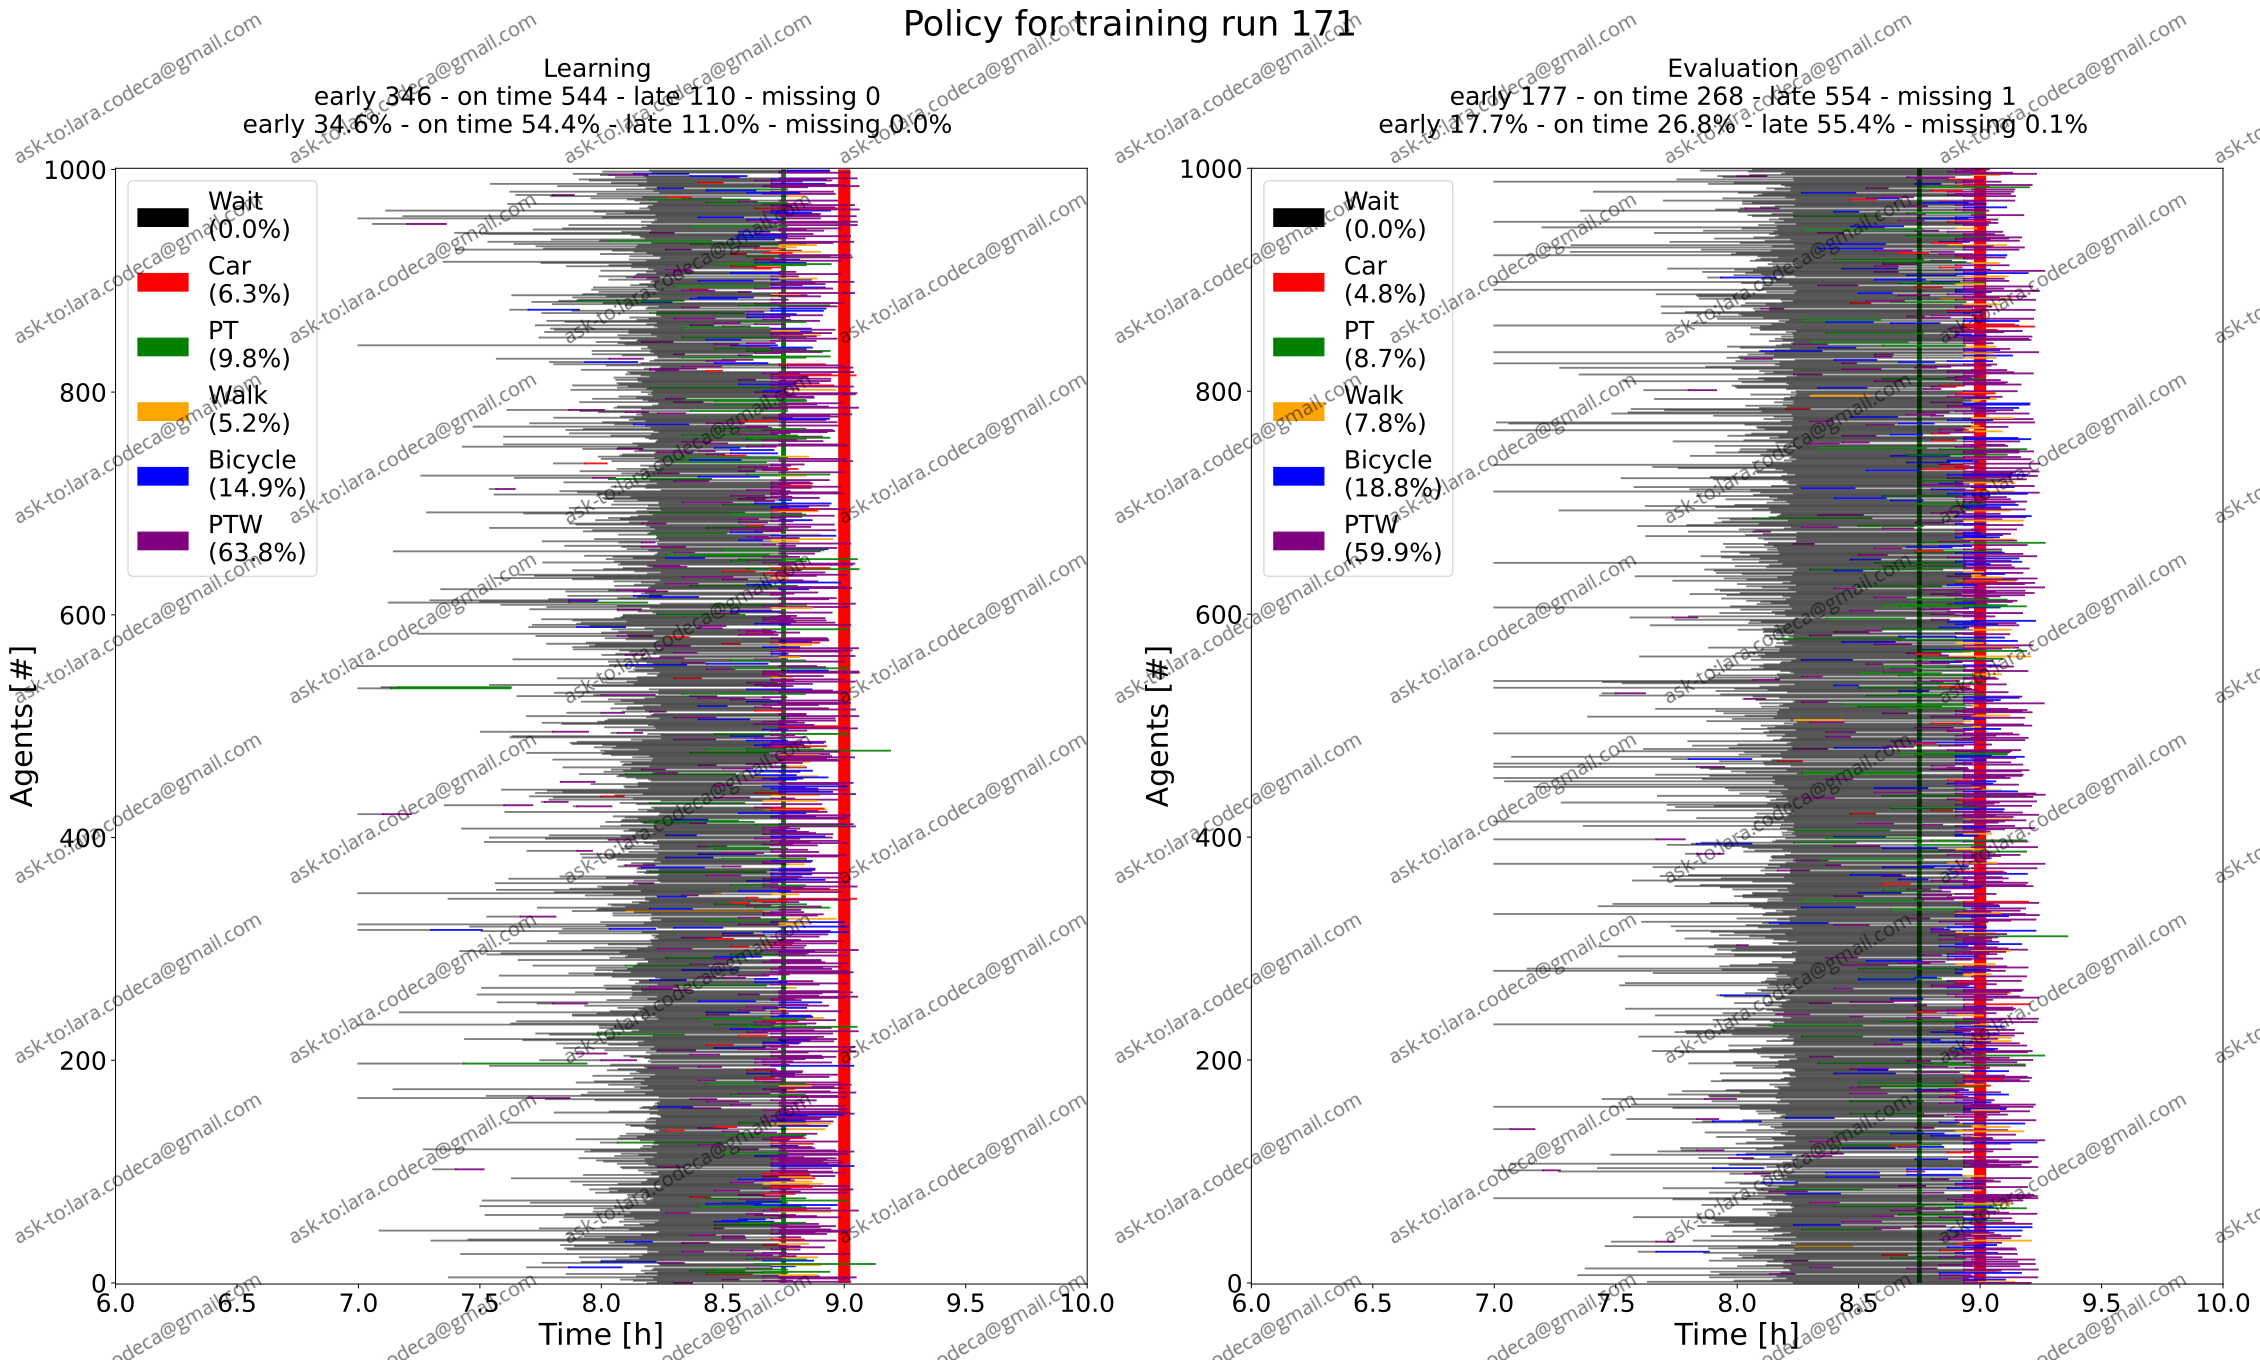 Policy for training run 171
Learning
early 346 - on time 544 - late 110 - missing 0
early 34.6% - on time 54.4% - late 11.0% - missing 0.0%
Evaluation
early 177 - on time 268 - late 554 - missing 1
early 17.7% - on time 26.8% - late 55.4% - missing 0.1%
Agents [#]
1000
800
600
400
200
0
Wait
(0.0%)
Car
(6.3%)
PT
(9.8%)
Walk
(5.2%)
Bicycle
(14.9%)
PTW
(63.8%)
6.0 6.5 7.0 7.5 8.0 8.5 9.0 9.5 10.0
Time [h]
Agents [#]
1000
800
600
400
200
0
Wait
(0.0%)
Car
(4.8%)
PT
(8.7%)
Walk
(7.8%)
Bicycle
(18.8%)
PTW
(59.9%)
6.0 6.5 7.0 7.5 8.0 8.5 9.0 9.5 10.0
Time [h]
ask-to:lara.codeca@gmail.com